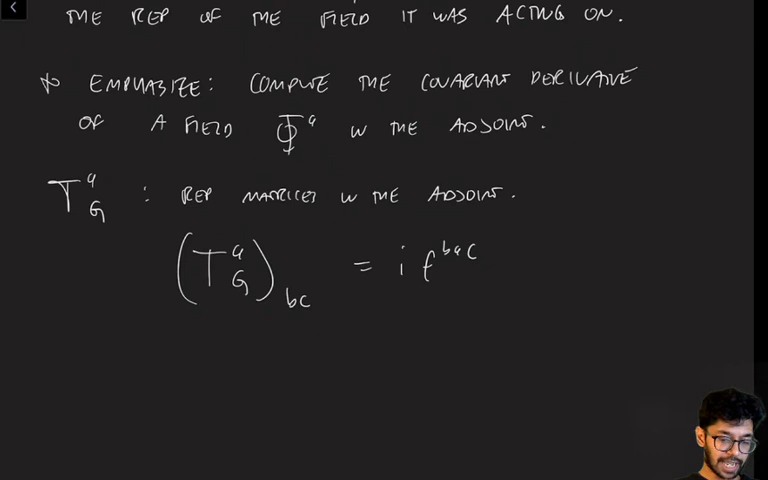 THE REP OF THE FIELD IT WAS ACTING ON.
EMPHASIZE: COMPUTE THE COVARIANT DERIVATIVE
OF A FIELD Φ^a IN THE ADJOINT.
T^a_G : REP MATRICES IN THE ADJOINT.
(T^a_G)_bc = i f^bac